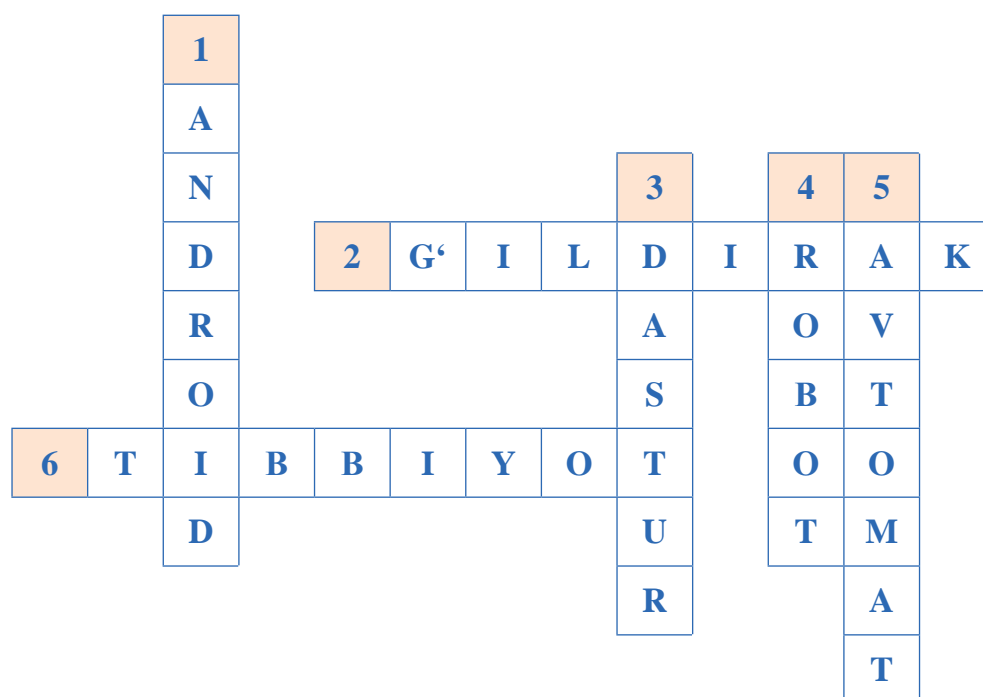 1
A
N 3 4 5
D 2 G‘ I L D I R A K
R A O V
O S B T
6 T I B B I Y O T O O
D U T M
R A
T